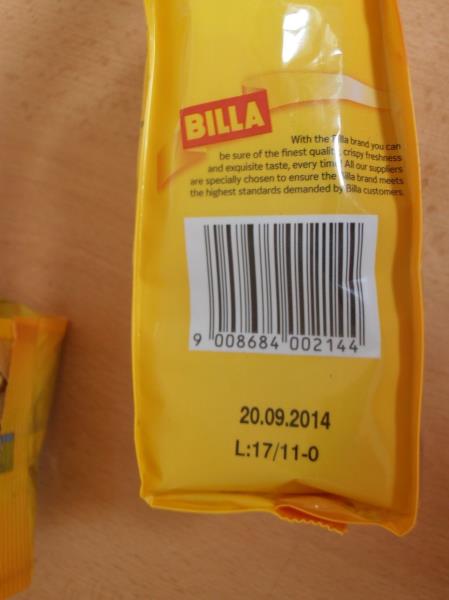 BILLA
With the Billa brand you can
be sure of the finest quality, crispy freshness
and exquisite taste, every time! All our suppliers
are specially chosen to ensure the Billa brand meets
the highest standards demanded by Billa customers.
9 008684 002144
20.09.2014
L:17/11-0